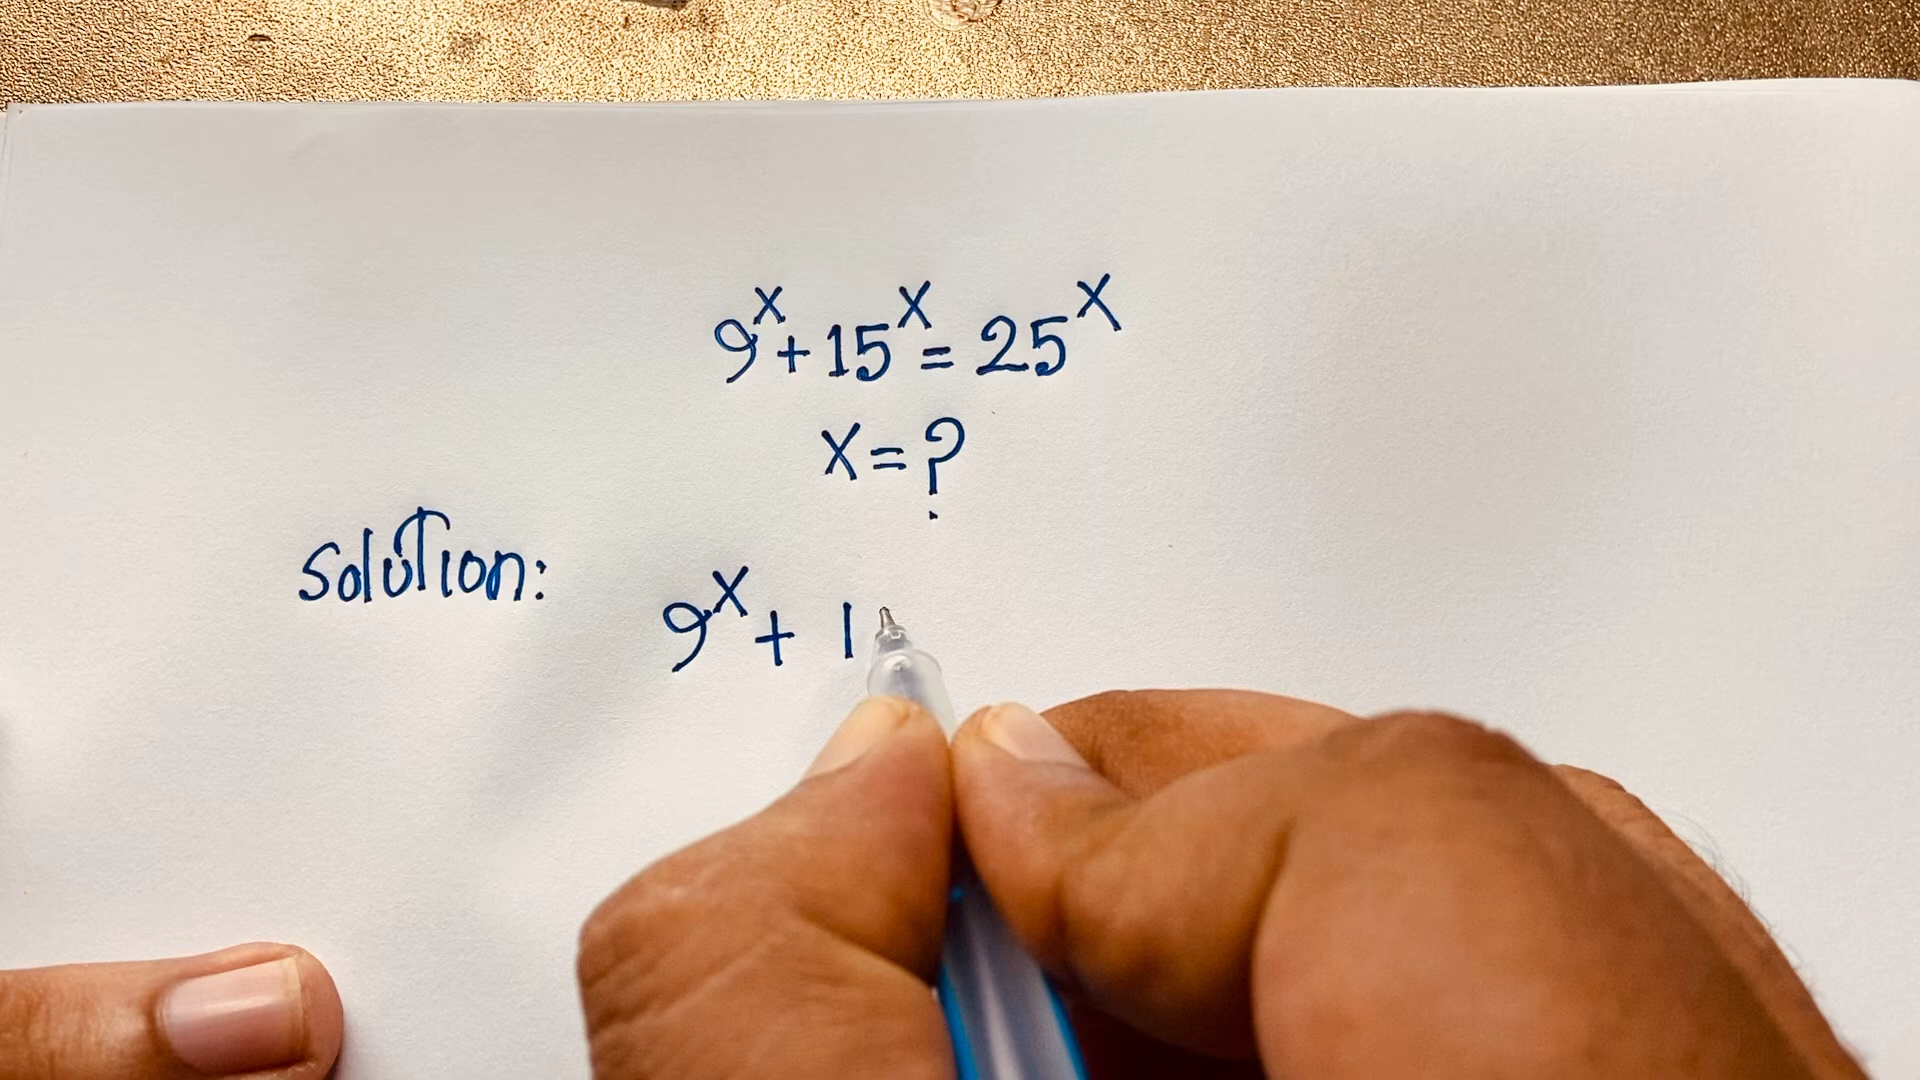 9^x + 15^x = 25^x
x = ?
Solution:
9^x + 1